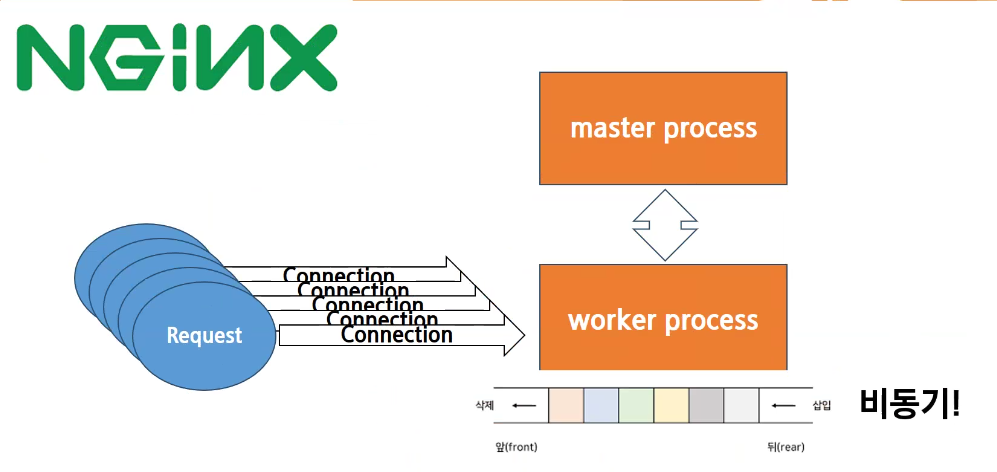 NGiNX
master process
Connection
Connection
Connection
Connection
Connection
Request
worker process
삭제
삽입
비동기!
앞(front)
뒤(rear)